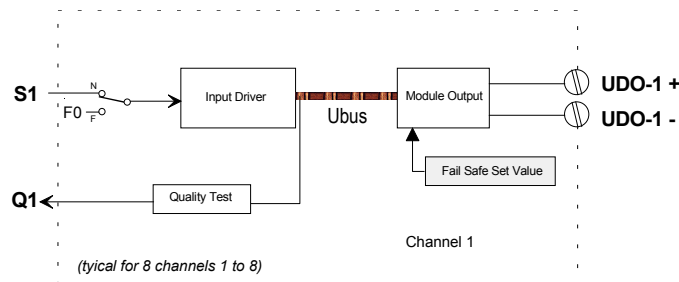 S1
N
F0
F
Input Driver
Ubus
Module Output
UDO-1 +
UDO-1 -
Fail Safe Set Value
Q1
Quality Test
Channel 1
(tyical for 8 channels 1 to 8)